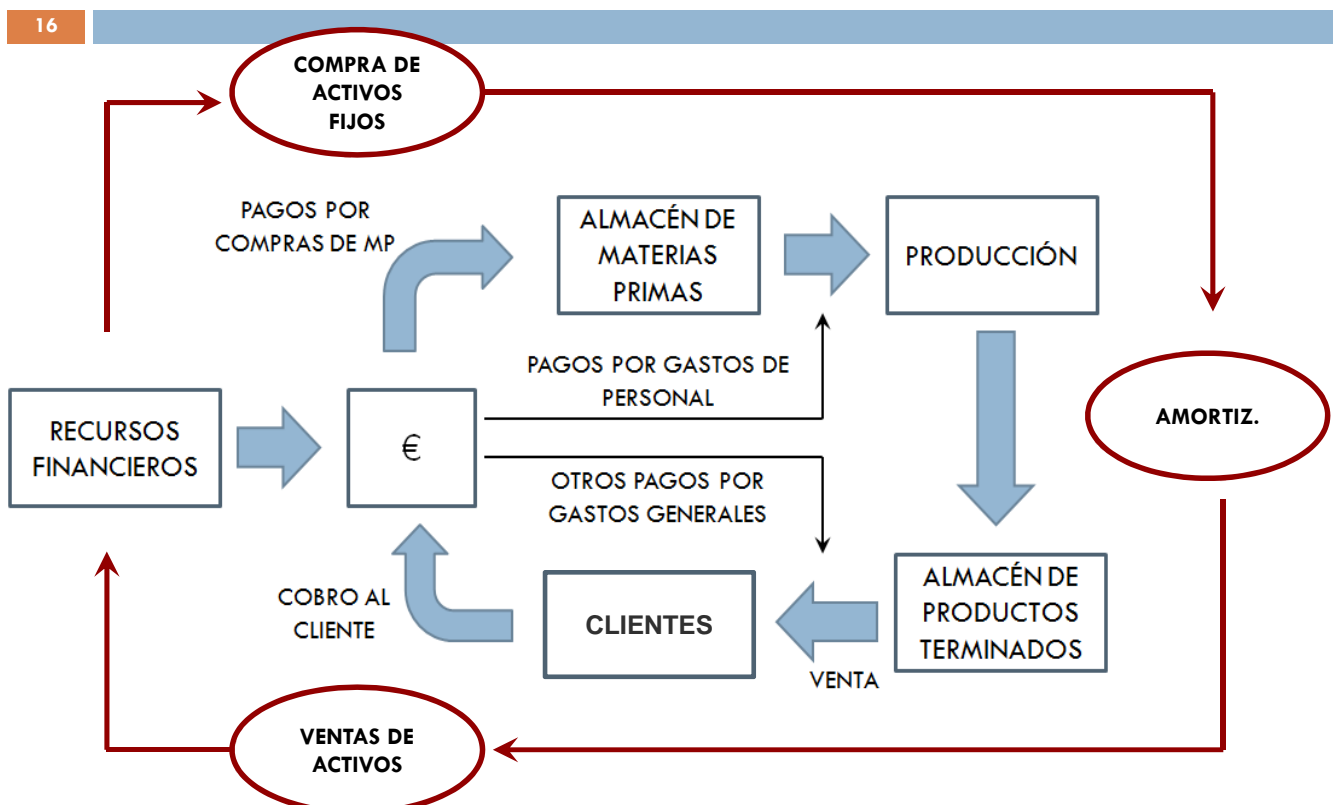 16
COMPRA DE
ACTIVOS
FIJOS
PAGOS POR
COMPRAS DE MP
ALMACÉN DE
MATERIAS
PRIMAS
PRODUCCIÓN
PAGOS POR GASTOS DE
PERSONAL
RECURSOS
FINANCIEROS
€
AMORTIZ.
OTROS PAGOS POR
GASTOS GENERALES
COBRO AL
CLIENTE
CLIENTES
VENTA
ALMACÉN DE
PRODUCTOS
TERMINADOS
VENTAS DE
ACTIVOS